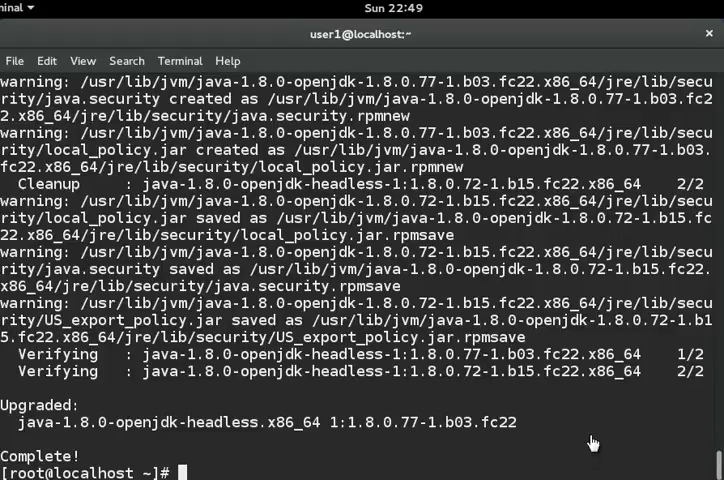 minal
Sun 22:49
user1@localhost:~
File Edit View Search Terminal Help
warning: /usr/lib/jvm/java-1.8.0-openjdk-1.8.0.77-1.b03.fc22.x86_64/jre/lib/secu
rity/java.security created as /usr/lib/jvm/java-1.8.0-openjdk-1.8.0.77-1.b03.fc2
2.x86_64/jre/lib/security/java.security.rpmnew
warning: /usr/lib/jvm/java-1.8.0-openjdk-1.8.0.77-1.b03.fc22.x86_64/jre/lib/secu
rity/local_policy.jar created as /usr/lib/jvm/java-1.8.0-openjdk-1.8.0.77-1.b03.
fc22.x86_64/jre/lib/security/local_policy.jar.rpmnew
Cleanup : java-1.8.0-openjdk-headless-1:1.8.0.72-1.b15.fc22.x86_64 2/2
warning: /usr/lib/jvm/java-1.8.0-openjdk-1.8.0.72-1.b15.fc22.x86_64/jre/lib/secu
rity/local_policy.jar saved as /usr/lib/jvm/java-1.8.0-openjdk-1.8.0.72-1.b15.fc
22.x86_64/jre/lib/security/local_policy.jar.rpmsave
warning: /usr/lib/jvm/java-1.8.0-openjdk-1.8.0.72-1.b15.fc22.x86_64/jre/lib/secu
rity/java.security saved as /usr/lib/jvm/java-1.8.0-openjdk-1.8.0.72-1.b15.fc22.
x86_64/jre/lib/security/java.security.rpmsave
warning: /usr/lib/jvm/java-1.8.0-openjdk-1.8.0.72-1.b15.fc22.x86_64/jre/lib/secu
rity/US_export_policy.jar saved as /usr/lib/jvm/java-1.8.0-openjdk-1.8.0.72-1.b1
5.fc22.x86_64/jre/lib/security/US_export_policy.jar.rpmsave
Verifying : java-1.8.0-openjdk-headless-1:1.8.0.77-1.b03.fc22.x86_64 1/2
Verifying : java-1.8.0-openjdk-headless-1:1.8.0.72-1.b15.fc22.x86_64 2/2
Upgraded:
java-1.8.0-openjdk-headless.x86_64 1:1.8.0.77-1.b03.fc22
Complete!
[root@localhost ~]#